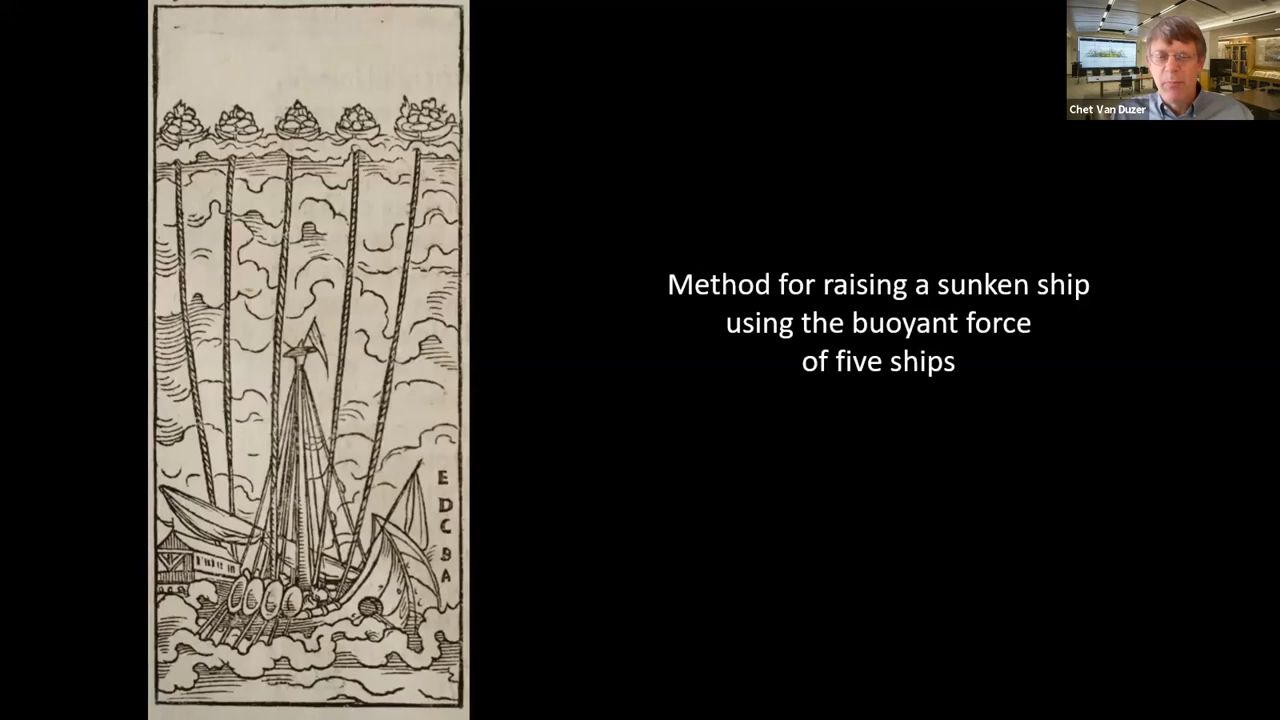 Chet Van Duzer
Method for raising a sunken ship
using the buoyant force
of five ships
E
D
C
B
A